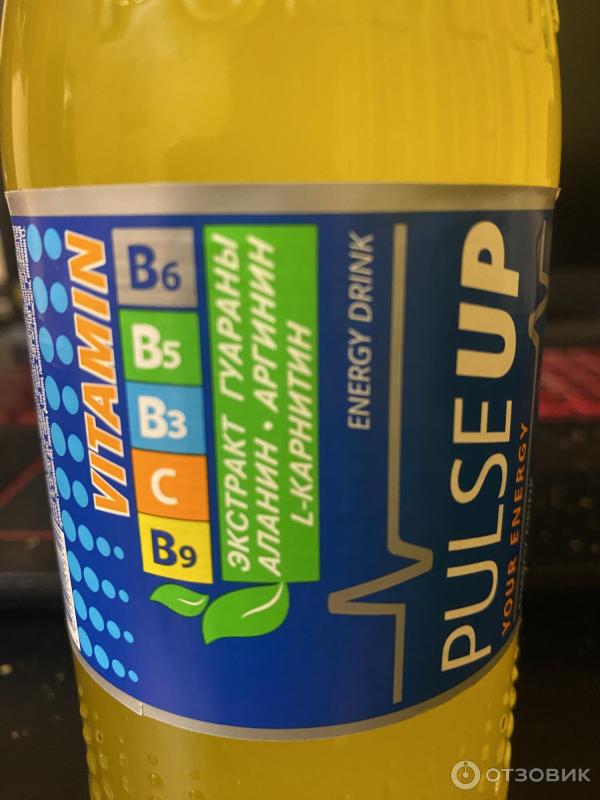 VITAMIN
B6
B5
B3
C
B9
ЭКСТРАКТ ГУАРАНЫ
АЛАНИН • АРГИНИН
L-КАРНИТИН
ENERGY DRINK
PULSE UP
YOUR ENERGY
ОТЗОВИК